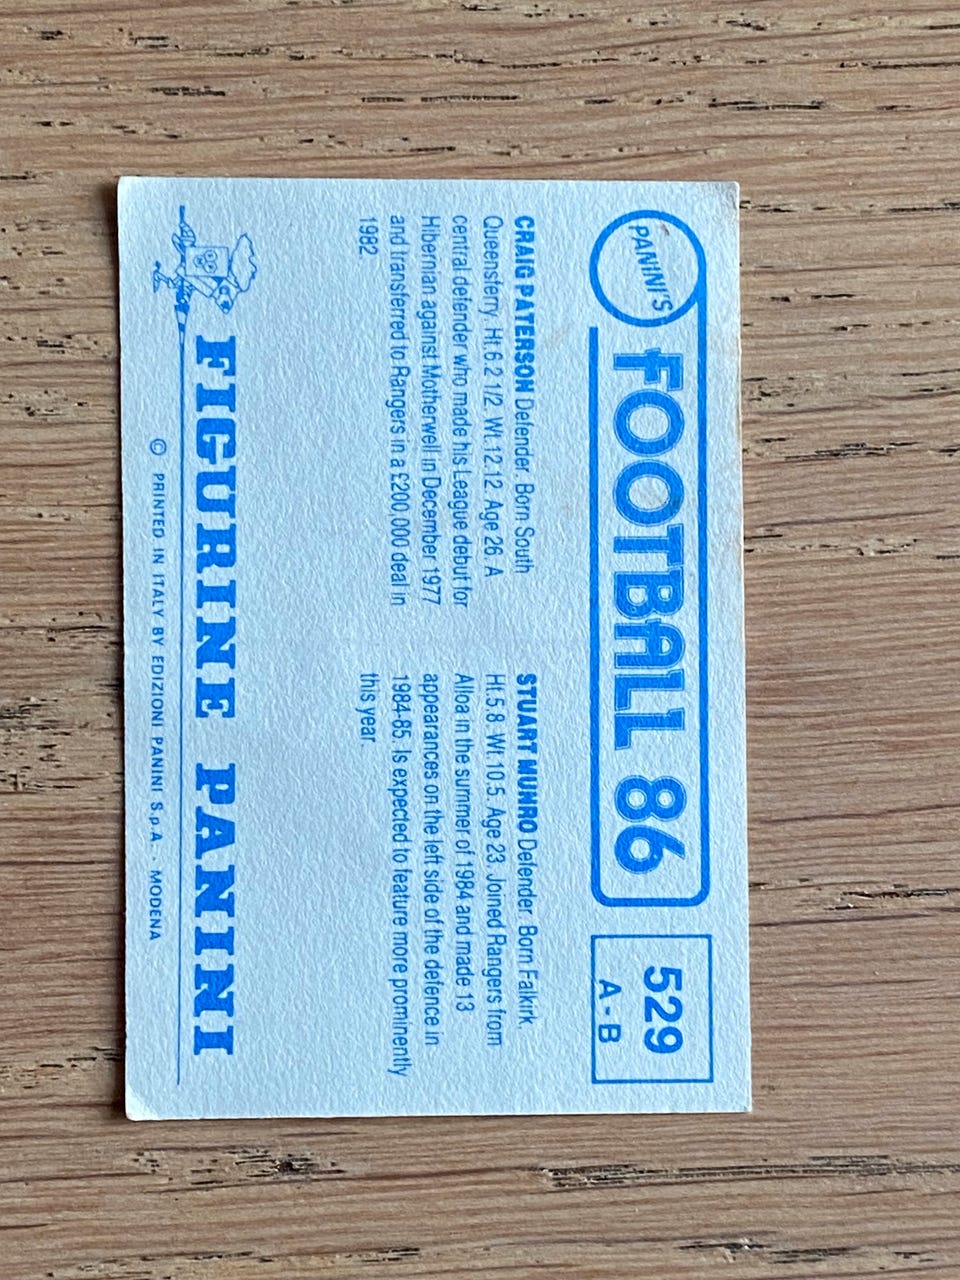 PANINI'S
FOOTBALL 86
529
A-B
CRAIG PATERSON Defender. Born South
Queensferry. Ht.6.2 1/2. Wt.12.12. Age 26 A
central defender who made his League debut for
Hibernian against Motherwell in December 1977
and transferred to Rangers in a £200,000 deal in
1982
STUART MUNRO Defender. Born Falkirk.
Ht.5.8. Wt.10.5. Age 23. Joined Rangers from
Alloa in the summer of 1984 and made 13
appearances on the left side of the defence in
1984-85. Is expected to feature more prominently
this year.
FIGURINE PANINI
© PRINTED IN ITALY BY EDIZIONI PANINI S.p.A. - MODENA